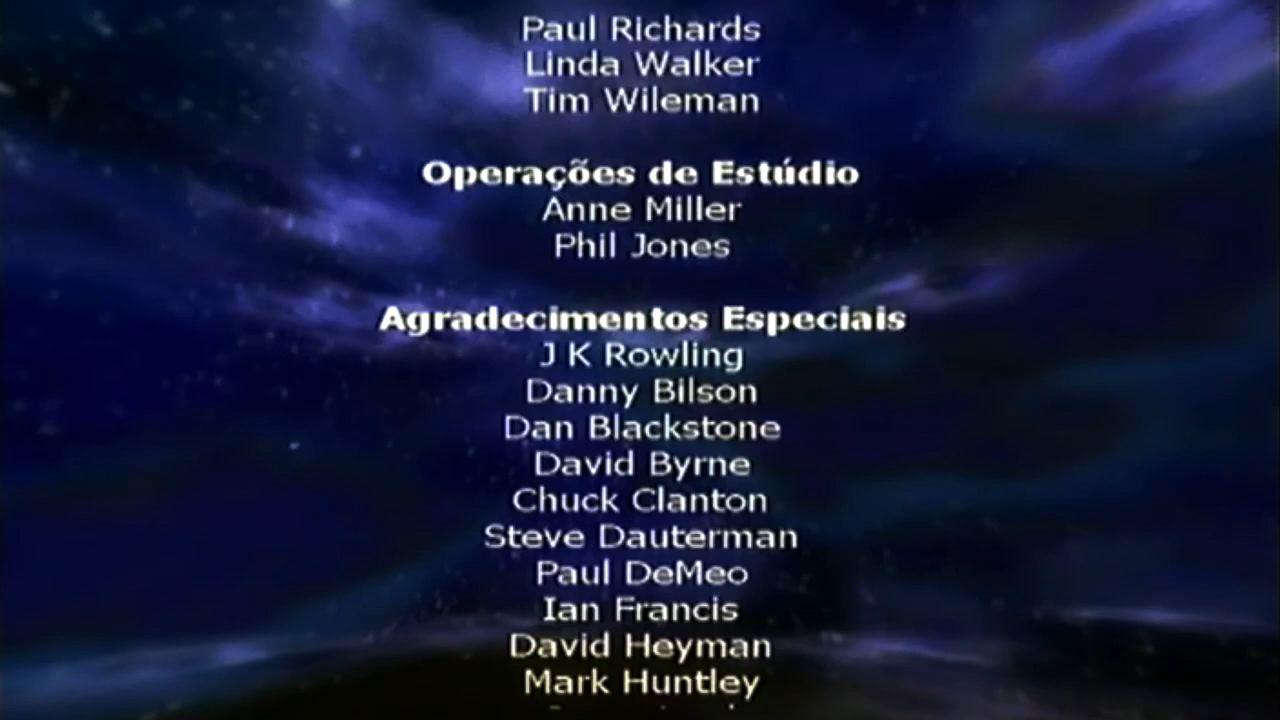 Paul Richards
Linda Walker
Tim Wileman
Operações de Estúdio
Anne Miller
Phil Jones
Agradecimentos Especiais
J K Rowling
Danny Bilson
Dan Blackstone
David Byrne
Chuck Clanton
Steve Dauterman
Paul DeMeo
Ian Francis
David Heyman
Mark Huntley